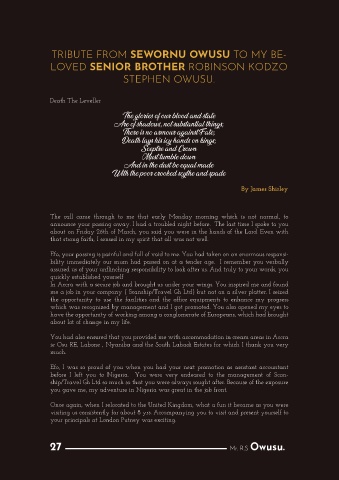 TRIBUTE FROM SEWORNU OWUSU TO MY BE-
LOVED SENIOR BROTHER ROBINSON KODZO
STEPHEN OWUSU.
Death The Leveller
The glories of our blood and state
Are of shadows, not substantial things;
There is no armour against Fate;
Death lays his icy hands on kings;
Sceptre and Crown
Must tumble down
And in the dust be equal made
With the poor crooked scythe and spade
By James Shirley
The call came through to me that early Monday morning which is not normal, to
announce your passing away. I had a troubled night before. The last time I spoke to you
about on Friday 26th of March, you said you were in the hands of the Lord. Even with
that strong faith, I sensed in my spirit that all was not well.
Efo, your passing is painful and full of void to me. You had taken on an enormous responsi-
bility immediately our mum had passed on at a tender age. I remember you verbally
assured us of your unflinching responsibility to look after us. And truly to your words, you
quickly established yourself
In Accra with a secure job and brought us under your wings. You inspired me and found
me a job in your company ( Scanship/Travel Gh Ltd) but not on a silver platter. I seized
the opportunity to use the facilities and the office equipments to enhance my progress
which was recognized by management and I got promoted. You also opened my eyes to
have the opportunity of working among a conglomerate of Europeans, which had brought
about lot of change in my life.
You had also ensured that you provided me with accommodation in cream areas in Accra
ie Osu RE, Labone , Nyaniba and the South Labadi Estates for which I thank you very
much.
Efo, I was so proud of you when you had your next promotion as assistant accountant
before I left you to Nigeria. You were very endeared to the management of Scan-
ship/Travel Gh Ltd so much so that you were always sought after. Because of the exposure
you gave me, my adventure in Nigeria was great in the job front.
Once again, when I relocated to the United Kingdom, what a fun it became as you were
visiting us consistently for about 8 yrs. Accompanying you to visit and present yourself to
your principals at London Putney was exciting.
27 Mr. R.S Owusu.